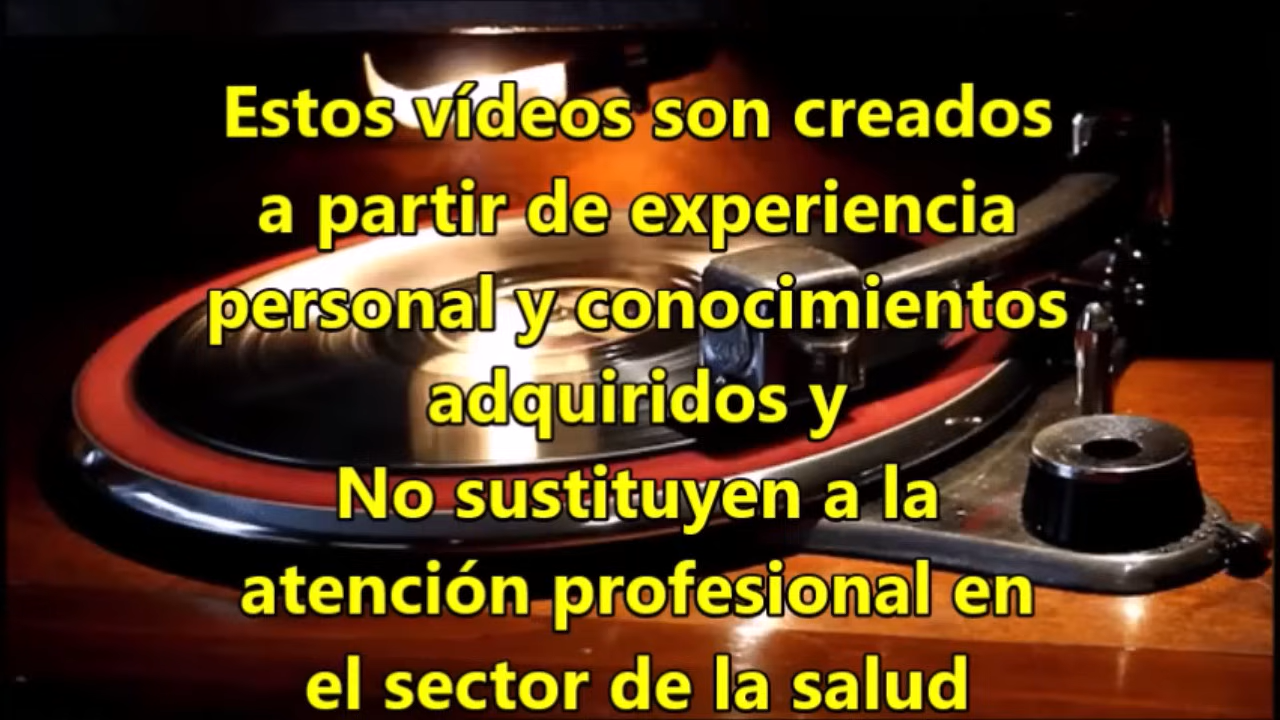 Estos vídeos son creados
a partir de experiencia
personal y conocimientos
adquiridos y
No sustituyen a la
atención profesional en
el sector de la salud